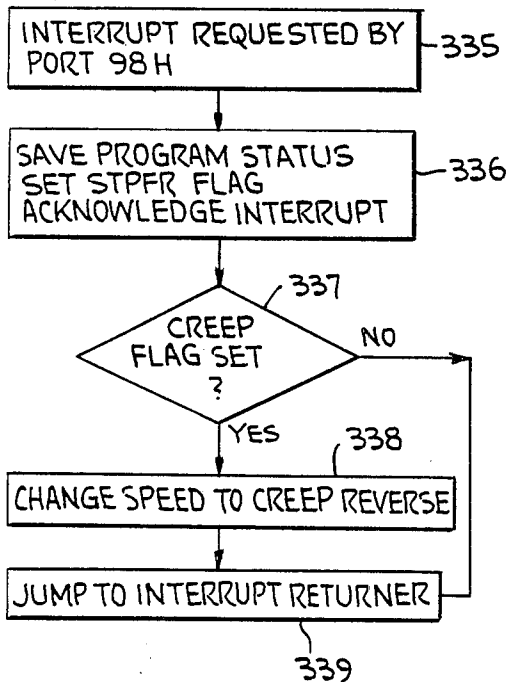 INTERRUPT REQUESTED BY
PORT 98H
335
SAVE PROGRAM STATUS
SET STPFR FLAG
ACKNOWLEDGE INTERRUPT
336
337
CREEP
FLAG SET
?
NO
YES
338
CHANGE SPEED TO CREEP REVERSE
JUMP TO INTERRUPT RETURNER
339